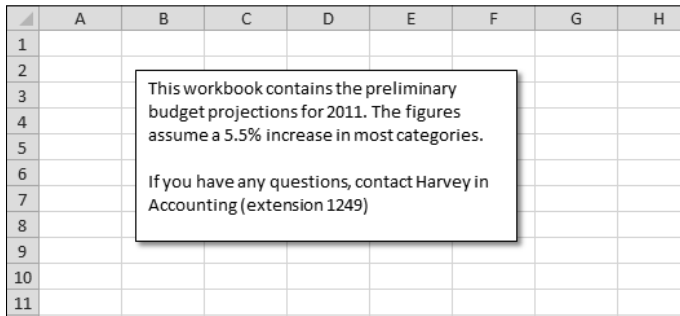 A B C D E F G H
1
2
3
4
5
6
7
8
9
10
11
This workbook contains the preliminary
budget projections for 2011. The figures
assume a 5.5% increase in most categories.
If you have any questions, contact Harvey in
Accounting (extension 1249)